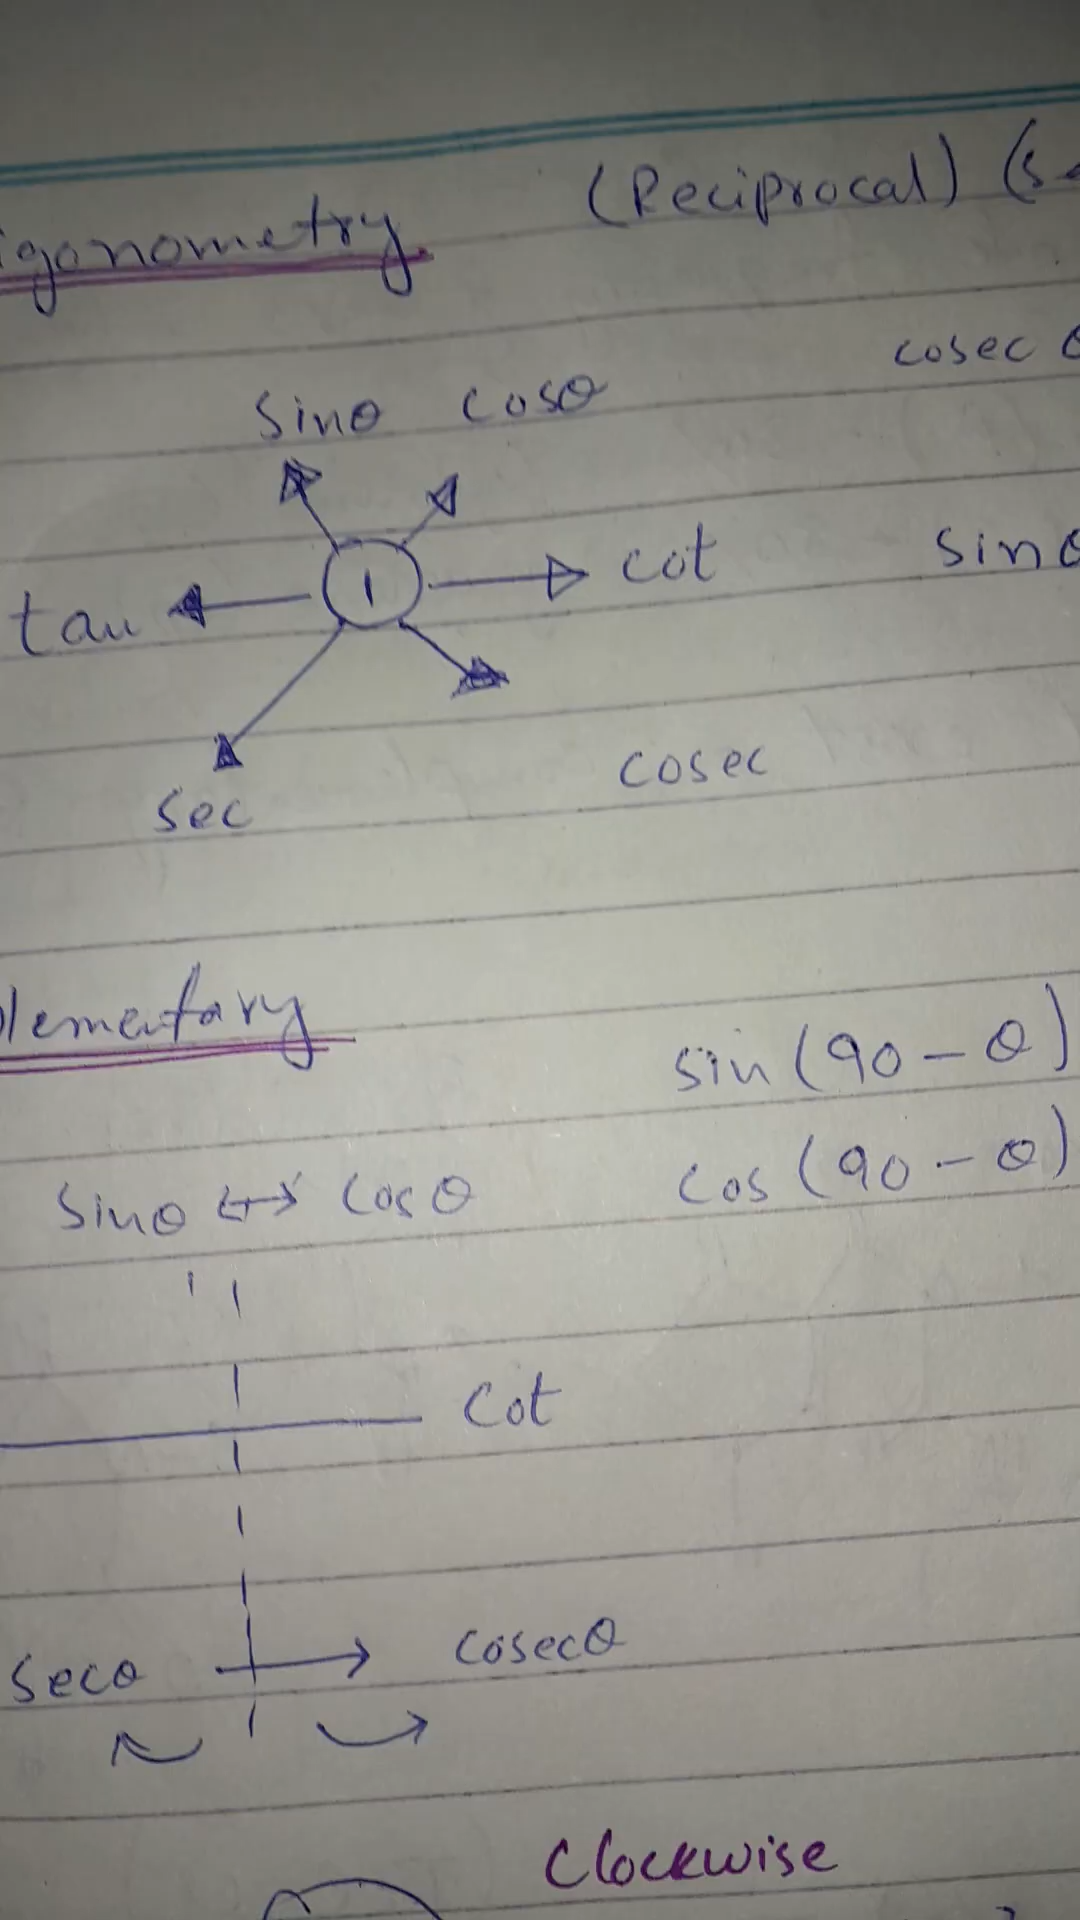 igonometry (Reciprocal) (S
cosec θ
sinθ cosθ
tan 1 cot sinθ
sec cosec
lementary
sin(90-θ)
sinθ ↔ cosθ cos(90-θ)
cot
secθ → cosecθ
Clockwise